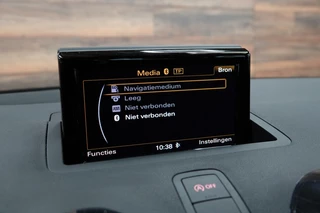 Media TP Bron
Navigatiemedium
Leeg
Niet verbonden
Niet verbonden
Functies 10:38 Instellingen
OFF